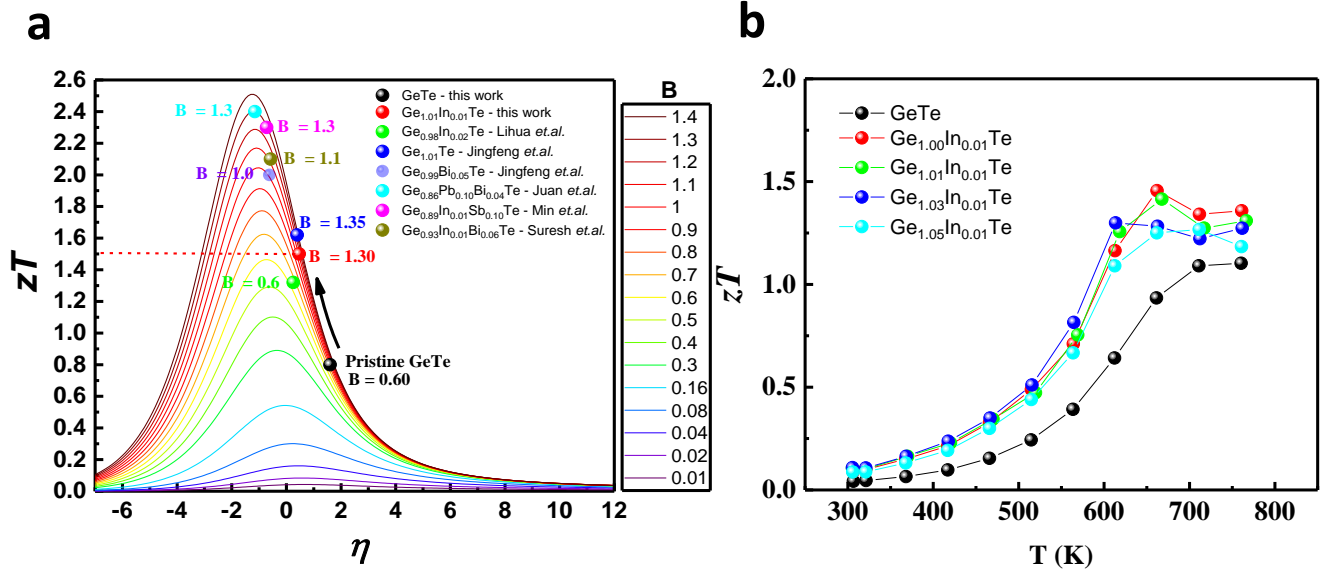 a
2.6
2.4
2.2
2.0
1.8
1.6
1.4
1.2
1.0
0.8
0.6
0.4
0.2
0.0
zT
-6
-4
-2
0
2
4
6
8
10
12
η
B = 1.3
B = 1.3
B = 1.1
B = 1.0
B = 1.35
B = 1.30
B = 0.6
Pristine GeTe
B = 0.60
GeTe - this work
Ge1.01In0.01Te - this work
Ge0.98In0.02Te - Lihua et.al.
Ge1.01Te - Jingfeng et.al.
Ge0.99Bi0.05Te - Jingfeng et.al.
Ge0.86Pb0.10Bi0.04Te - Juan et.al.
Ge0.89In0.01Sb0.10Te - Min et.al.
Ge0.93In0.01Bi0.06Te - Suresh et.al.
B
1.4
1.3
1.2
1.1
1
0.9
0.8
0.7
0.6
0.5
0.4
0.3
0.16
0.08
0.04
0.02
0.01
b
2.0
1.5
1.0
0.5
0.0
zT
GeTe
Ge1.00In0.01Te
Ge1.01In0.01Te
Ge1.03In0.01Te
Ge1.05In0.01Te
300
400
500
600
700
800
T (K)